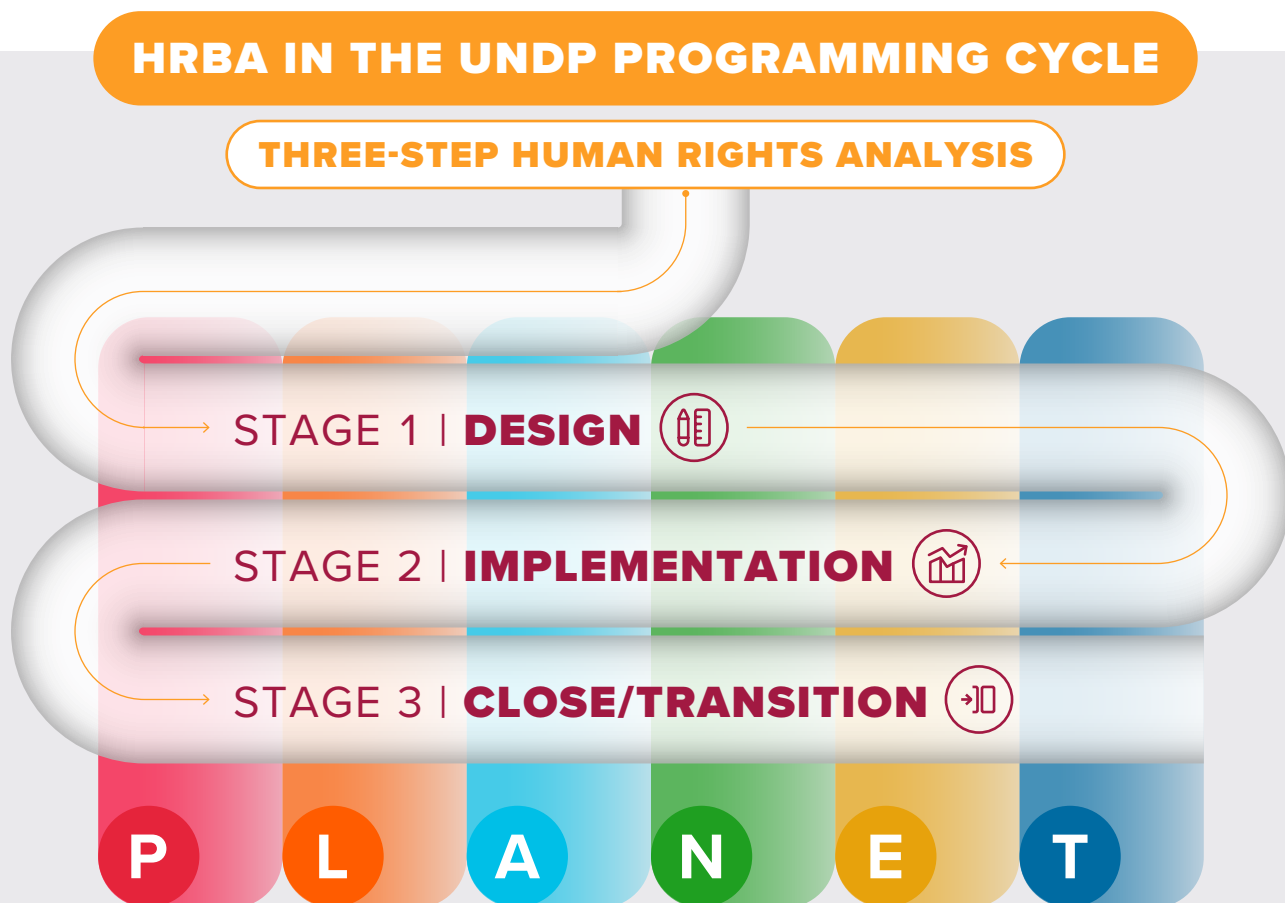 HRBA IN THE UNDP PROGRAMMING CYCLE
THREE-STEP HUMAN RIGHTS ANALYSIS
STAGE 1 | DESIGN
STAGE 2 | IMPLEMENTATION
STAGE 3 | CLOSE/TRANSITION
P L A N E T